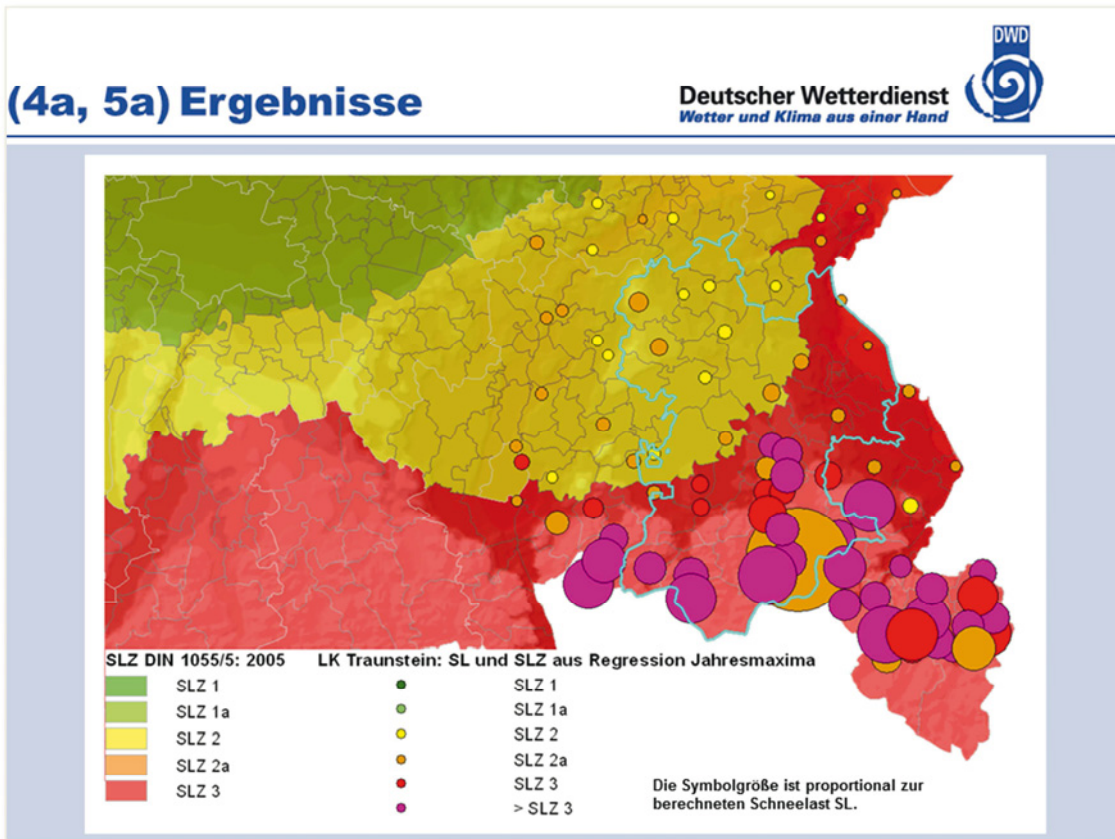 (4a, 5a) Ergebnisse
Deutscher Wetterdienst
Wetter und Klima aus einer Hand
DWD
SLZ DIN 1055/5: 2005
SLZ 1
SLZ 1a
SLZ 2
SLZ 2a
SLZ 3
LK Traunstein: SL und SLZ aus Regression Jahresmaxima
SLZ 1
SLZ 1a
SLZ 2
SLZ 2a
SLZ 3
> SLZ 3
Die Symbolgröße ist proportional zur
berechneten Schneelast SL.